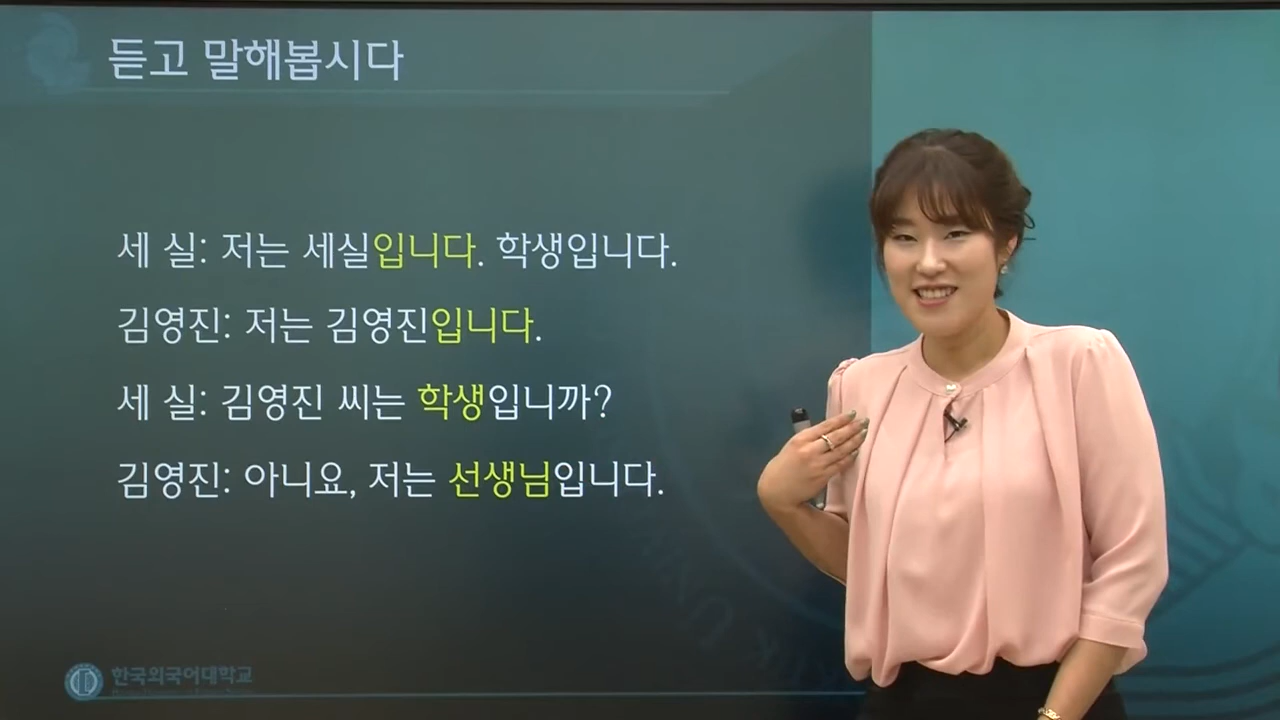 듣고 말해봅시다
세 실: 저는 세실입니다. 학생입니다.
김영진: 저는 김영진입니다.
세 실: 김영진 씨는 학생입니까?
김영진: 아니요, 저는 선생님입니다.
한국외국어대학교